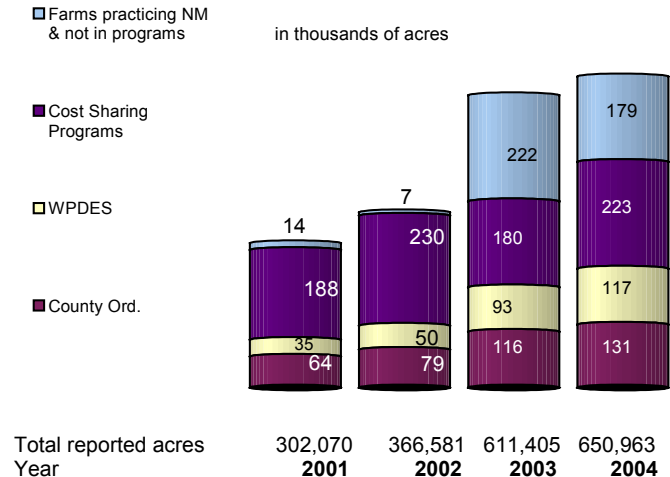 Farms practicing NM
& not in programs
in thousands of acres
Cost Sharing
Programs
WPDES
County Ord.
14
188
35
64
7
230
50
79
222
180
93
116
179
223
117
131
Total reported acres 302,070 366,581 611,405 650,963
Year 2001 2002 2003 2004